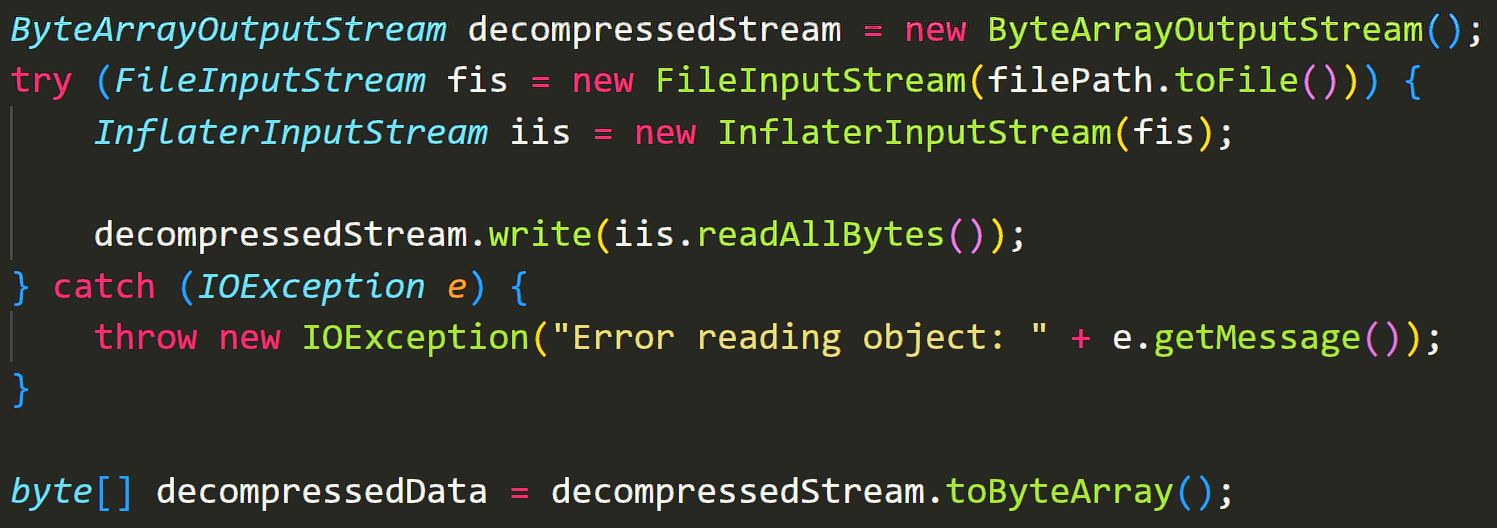 ByteArrayOutputStream decompressedStream = new ByteArrayOutputStream();
try (FileInputStream fis = new FileInputStream(filePath.toFile())) {
    InflaterInputStream iis = new InflaterInputStream(fis);

    decompressedStream.write(iis.readAllBytes());
} catch (IOException e) {
    throw new IOException("Error reading object: " + e.getMessage());
}

byte[] decompressedData = decompressedStream.toByteArray();